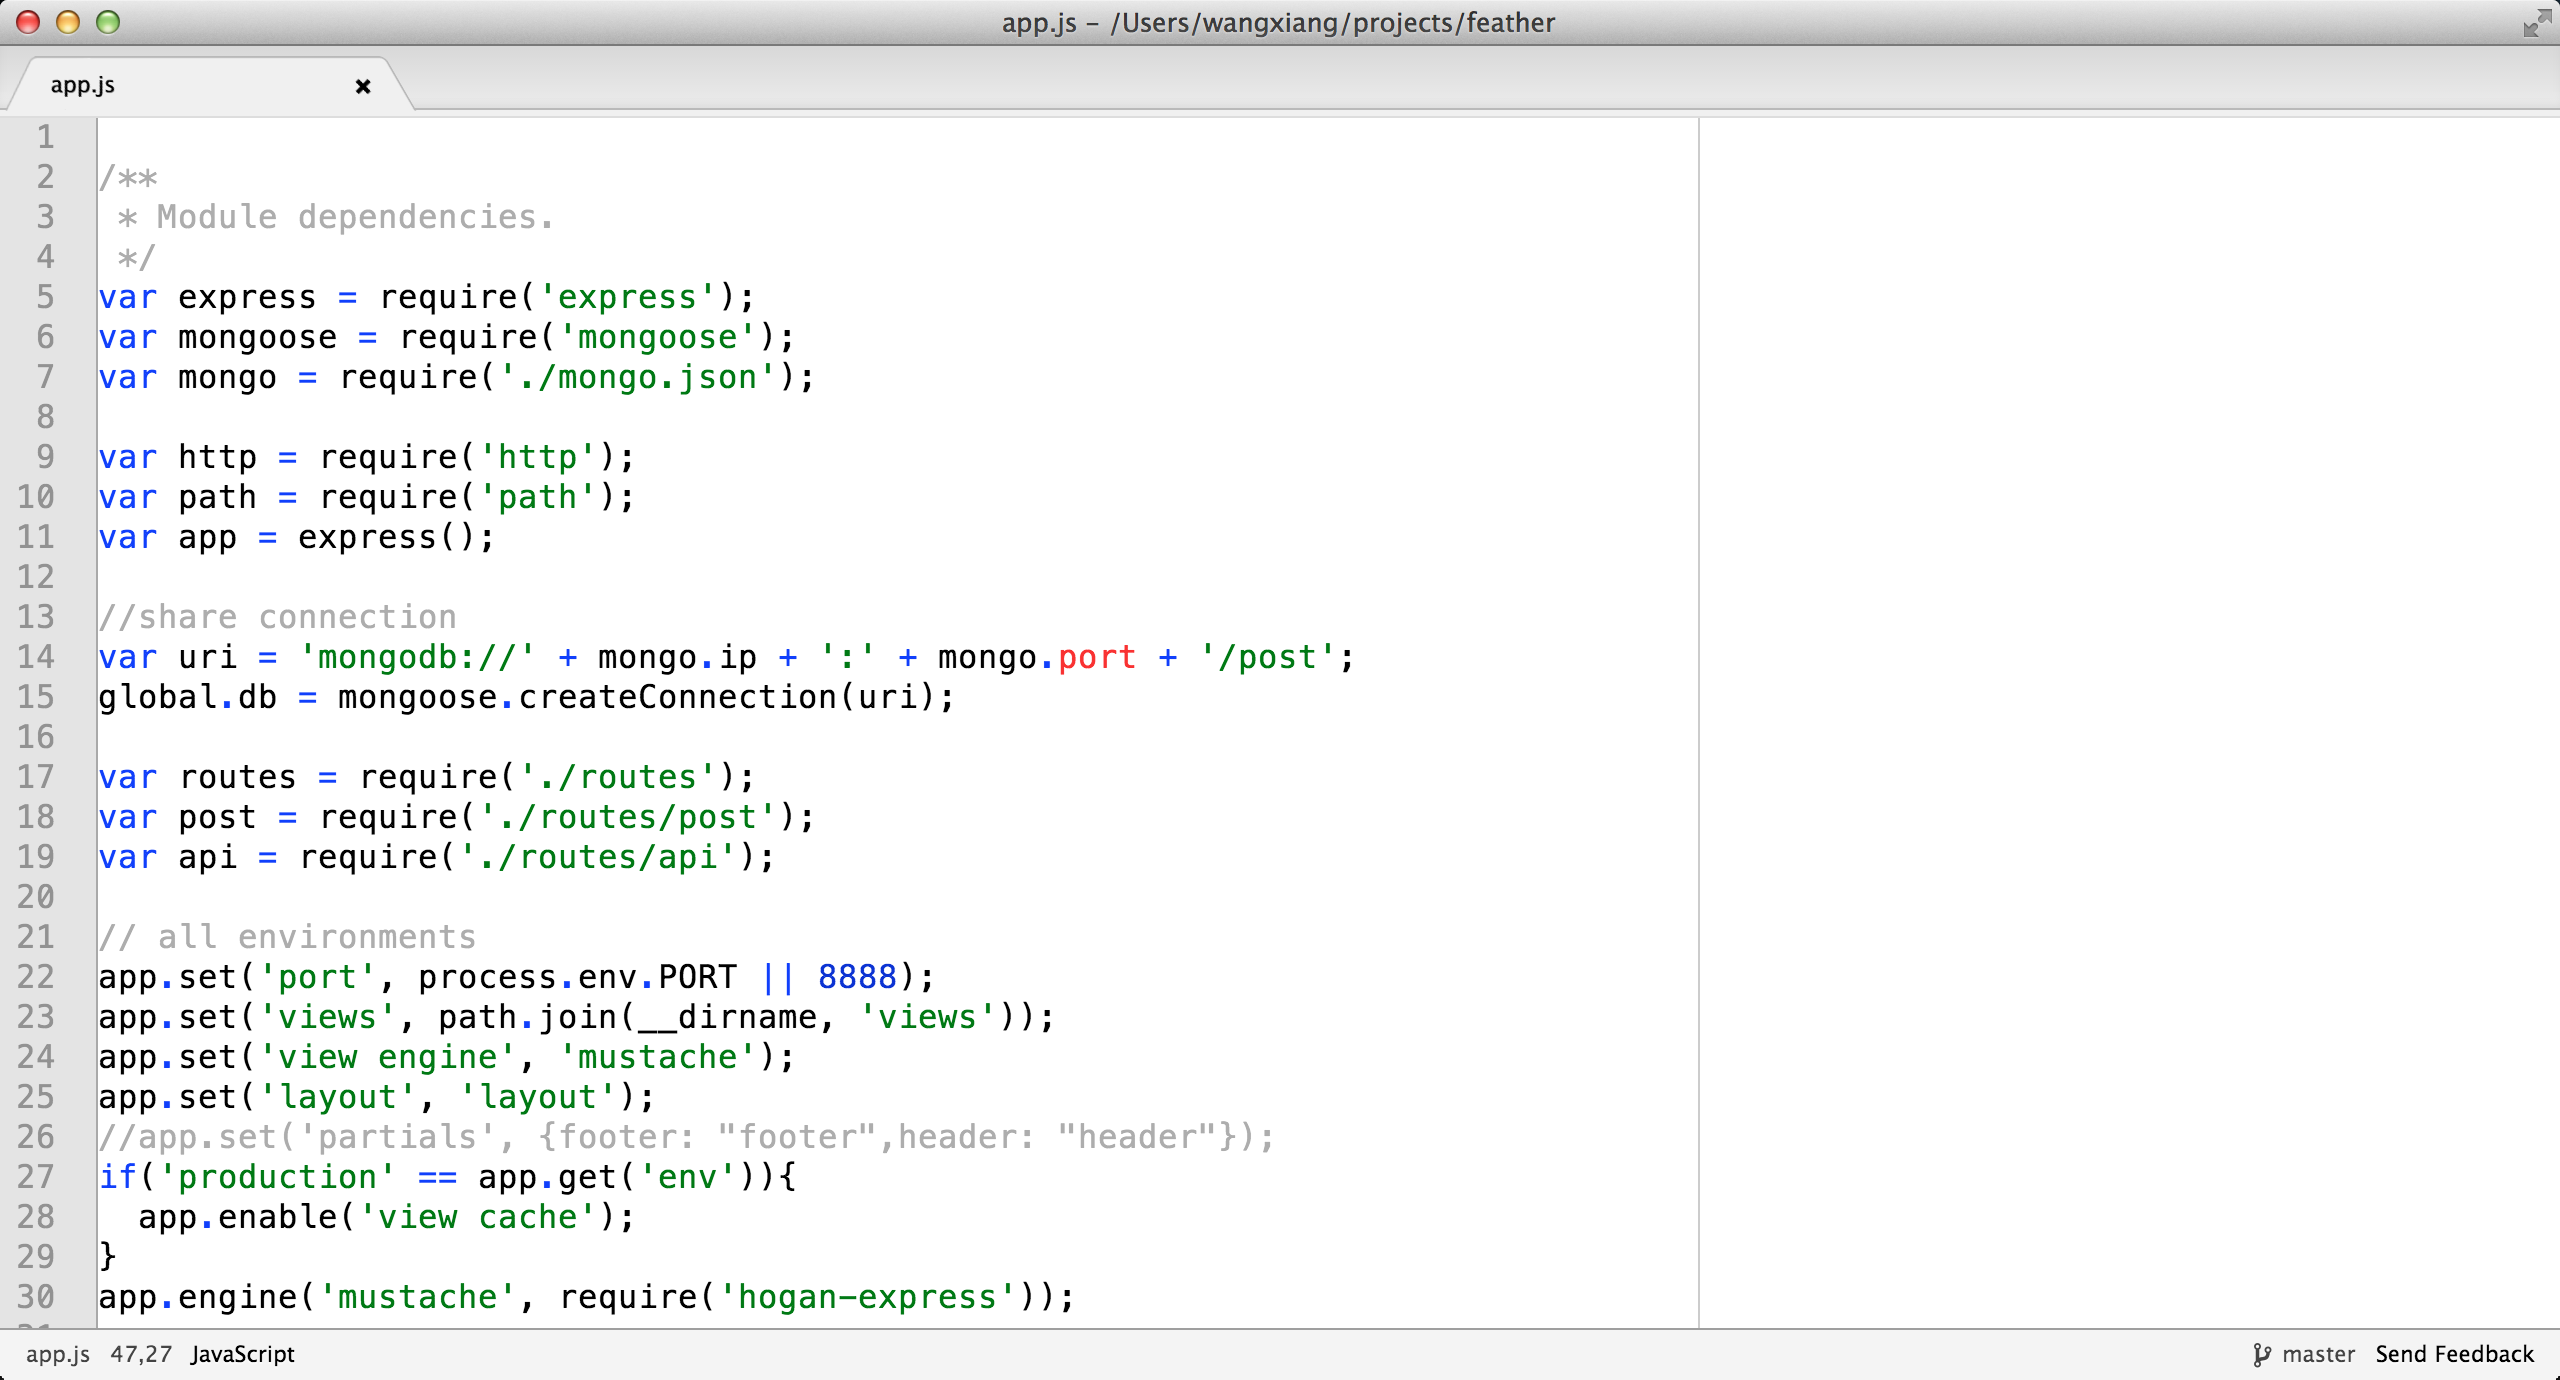 app.js – /Users/wangxiang/projects/feather
app.js
1
2 /**
3  * Module dependencies.
4  */
5 var express = require('express');
6 var mongoose = require('mongoose');
7 var mongo = require('./mongo.json');
8
9 var http = require('http');
10 var path = require('path');
11 var app = express();
12
13 //share connection
14 var uri = 'mongodb://' + mongo.ip + ':' + mongo.port + '/post';
15 global.db = mongoose.createConnection(uri);
16
17 var routes = require('./routes');
18 var post = require('./routes/post');
19 var api = require('./routes/api');
20
21 // all environments
22 app.set('port', process.env.PORT || 8888);
23 app.set('views', path.join(__dirname, 'views'));
24 app.set('view engine', 'mustache');
25 app.set('layout', 'layout');
26 //app.set('partials', {footer: "footer",header: "header"});
27 if('production' == app.get('env')){
28   app.enable('view cache');
29 }
30 app.engine('mustache', require('hogan-express'));
app.js 47,27 JavaScript master Send Feedback